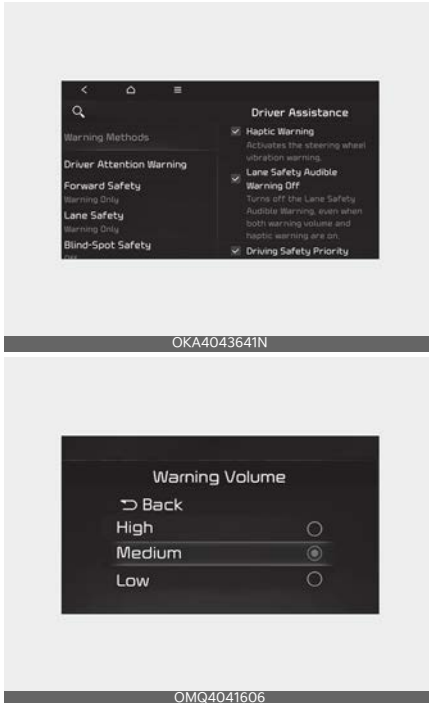 Driver Assistance
Warning Methods
Driver Attention Warning
Forward Safety
Warning Only
Lane Safety
Warning Only
Blind-Spot Safety
Off
Haptic Warning
Activates the steering wheel
vibration warning.
Lane Safety Audible
Warning Off
Turns off the Lane Safety
Audible Warning, even when
both warning volume and
haptic warning are on.
Driving Safety Priority
OKA4043641N
Warning Volume
Back
High
Medium
Low
OMQ4041606